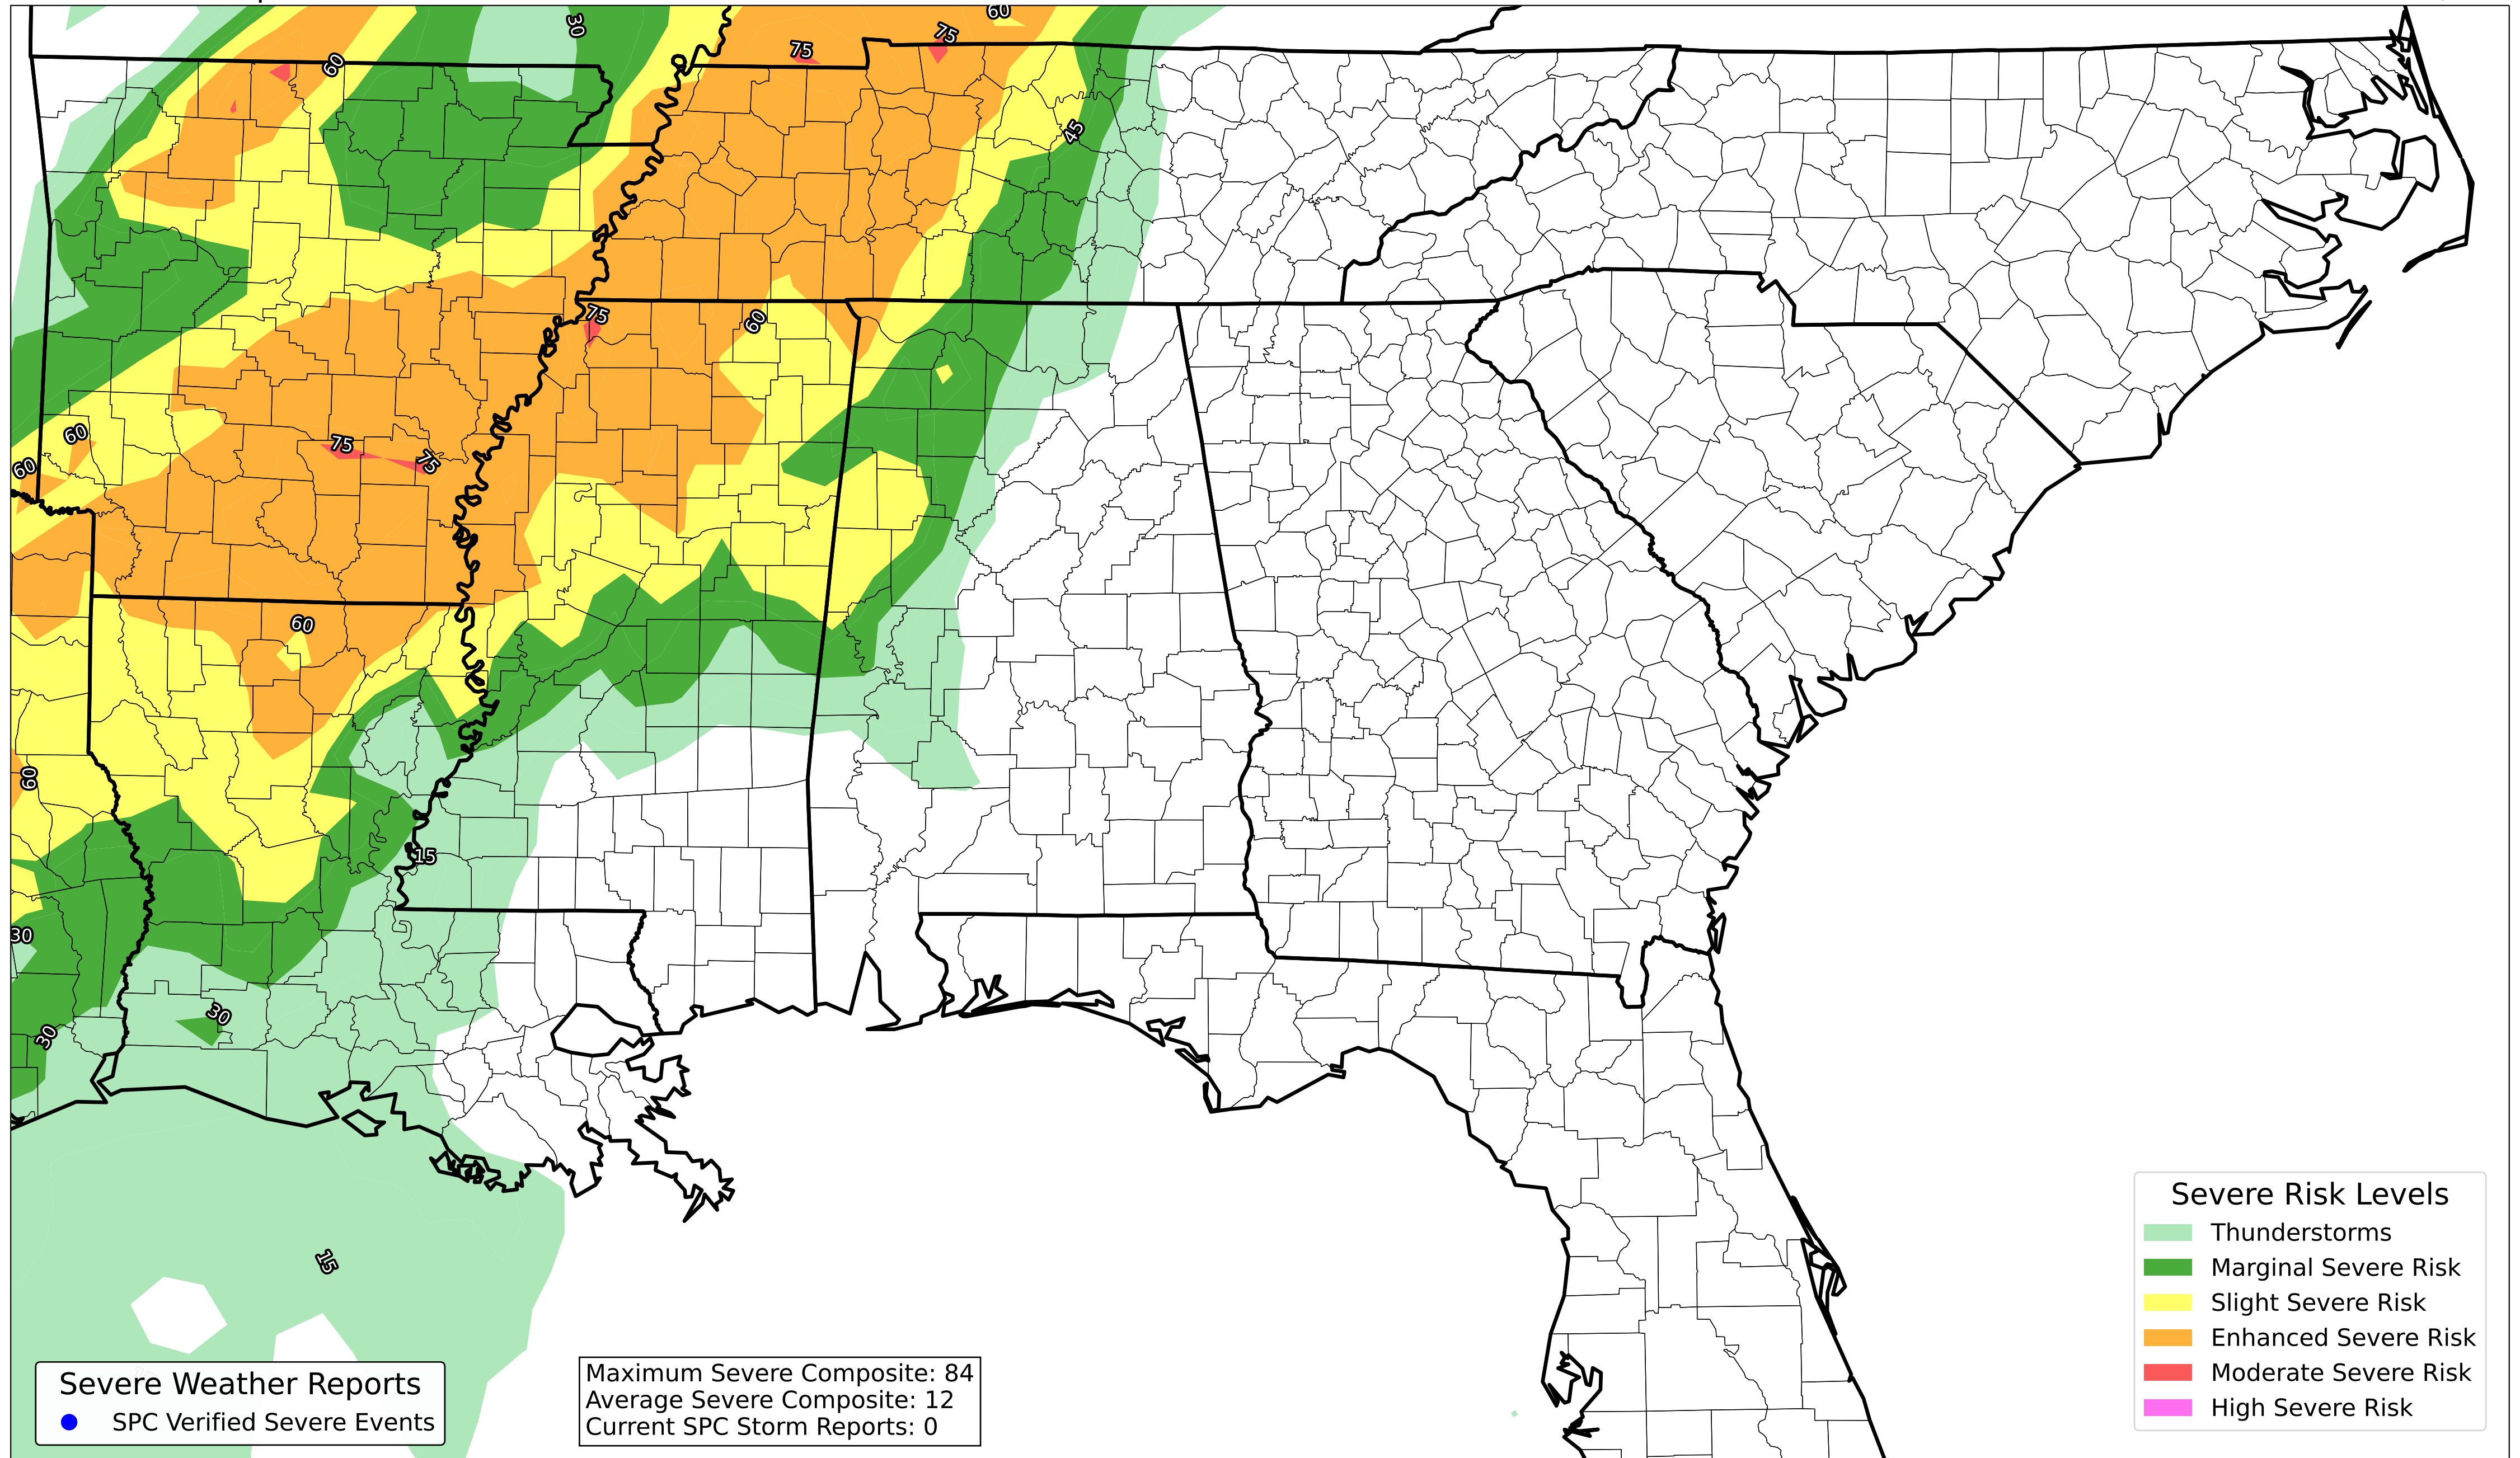 60
30
75
75
60
45
75
60
60
60
75
75
60
60
15
30
30
30
15
Severe Weather Reports
SPC Verified Severe Events
Maximum Severe Composite: 84
Average Severe Composite: 12
Current SPC Storm Reports: 0
Severe Risk Levels
Thunderstorms
Marginal Severe Risk
Slight Severe Risk
Enhanced Severe Risk
Moderate Severe Risk
High Severe Risk